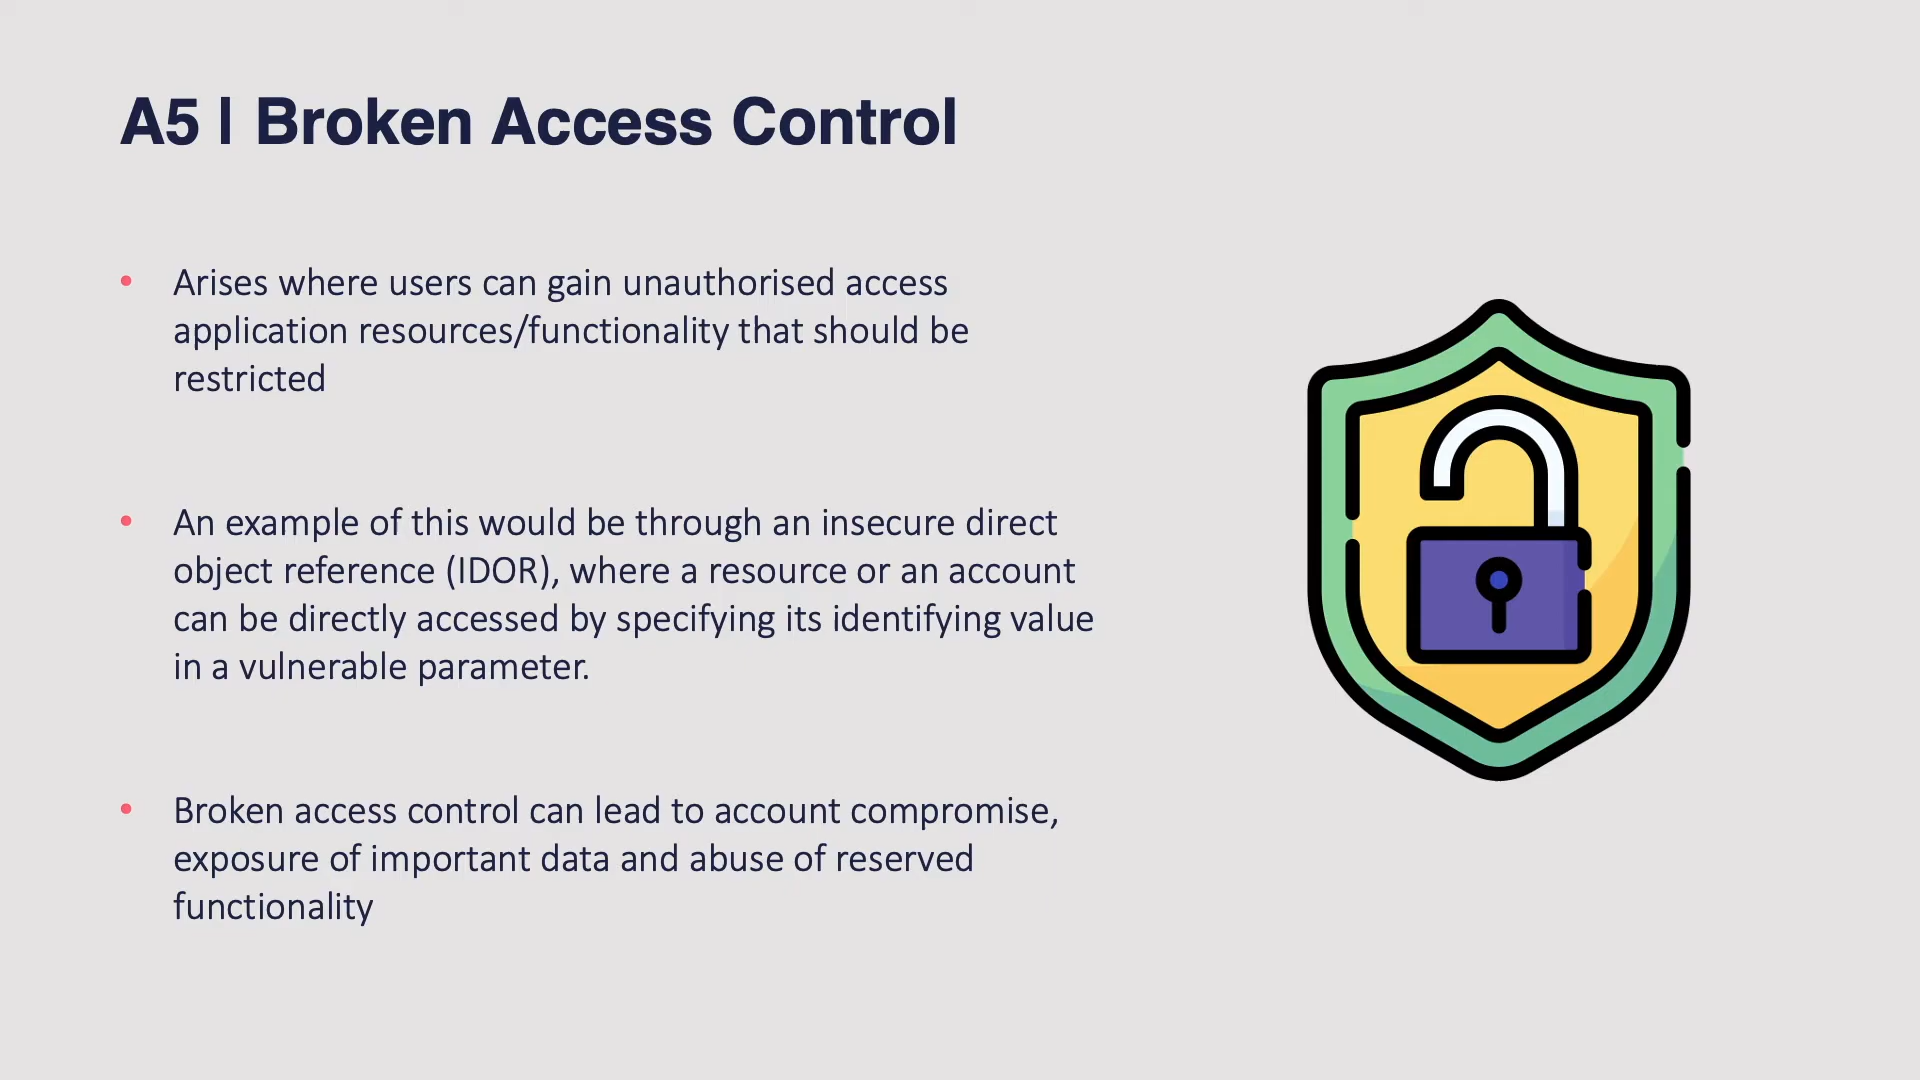 A5 | Broken Access Control
• Arises where users can gain unauthorised access
application resources/functionality that should be
restricted
• An example of this would be through an insecure direct
object reference (IDOR), where a resource or an account
can be directly accessed by specifying its identifying value
in a vulnerable parameter.
• Broken access control can lead to account compromise,
exposure of important data and abuse of reserved
functionality